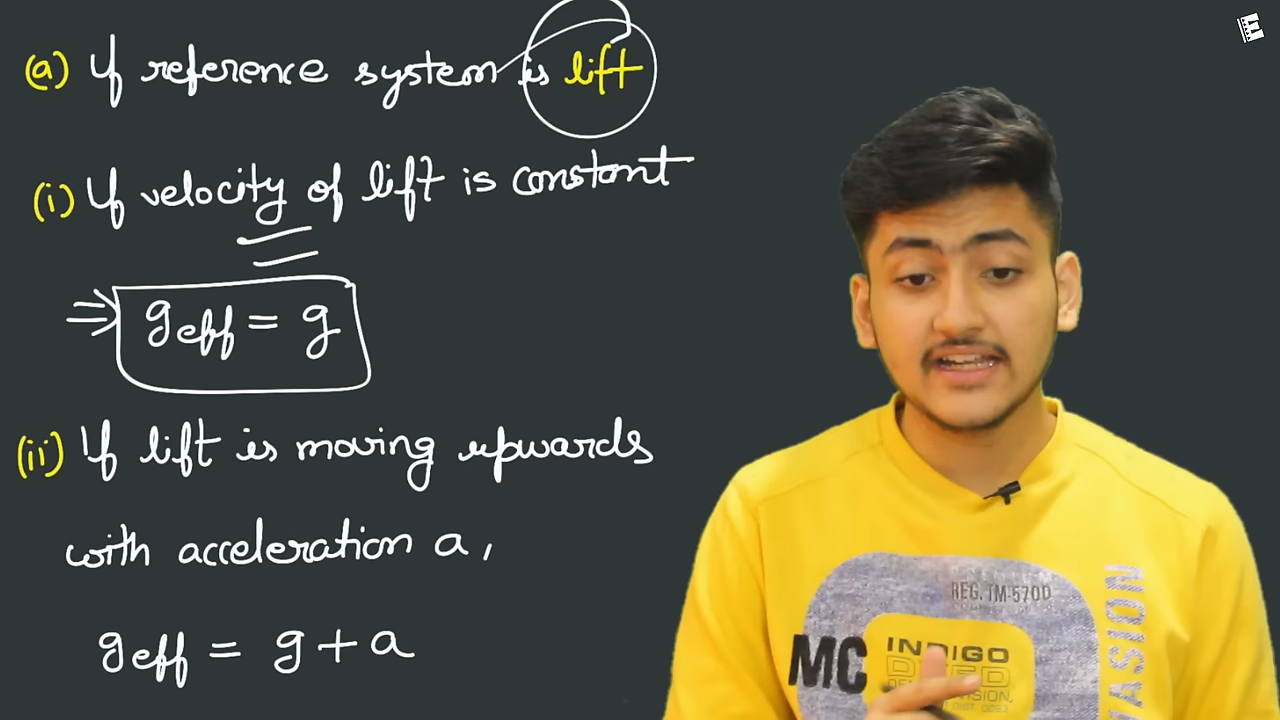 (a) If reference system is lift
(i) If velocity of lift is constant
⇒ geff = g
(ii) If lift is moving upwards
with acceleration a,
geff = g + a
REG. TM-570D
MC
INDIGO